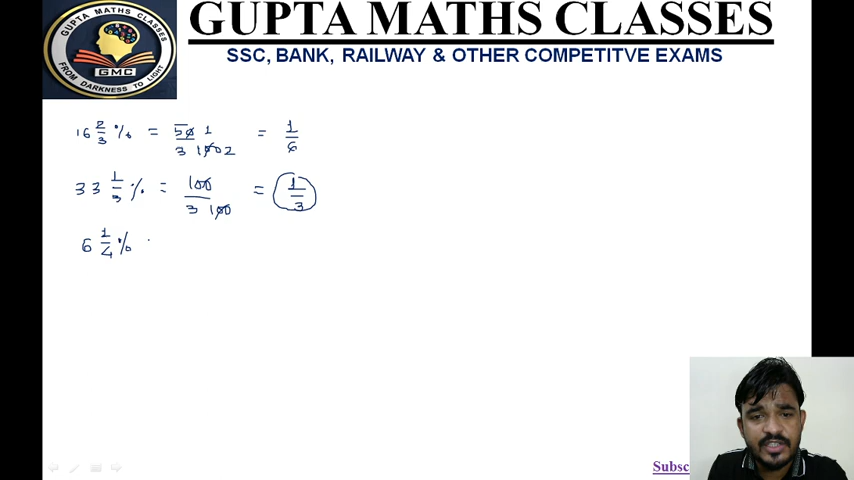 GUPTA MATHS CLASSES
SSC, BANK, RAILWAY & OTHER COMPETITVE EXAMS
GUPTA MATHS CLASSES
GMC
FROM DARKNESS TO LIGHT
16 2/3 % = 50 1 / 3 100 2 = 1/6
33 1/3 % = 100 / 3 100 = 1/3
6 1/4 %
Subsc